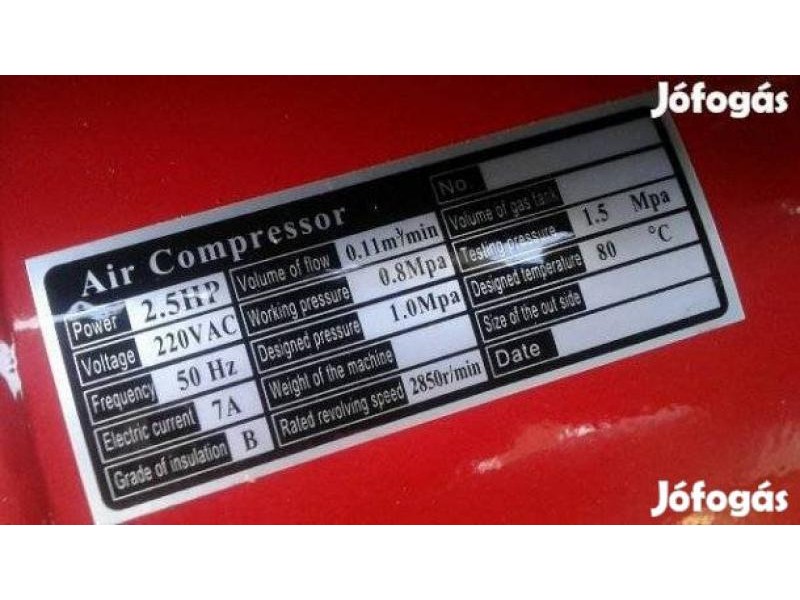 Jófogás
Air Compressor
Power 2.5HP
Voltage 220VAC
Frequency 50 Hz
Electric current 7A
Grade of insulation B
Volume of flow 0.11m³/min
Working pressure 0.8Mpa
Designed pressure 1.0Mpa
Weight of the machine
Rated revolving speed 2850r/min
No.
Volume of gas tank
Testing pressure 1.5 Mpa
Designed temperature 80 °C
Size of the out side
Date
Jófogás